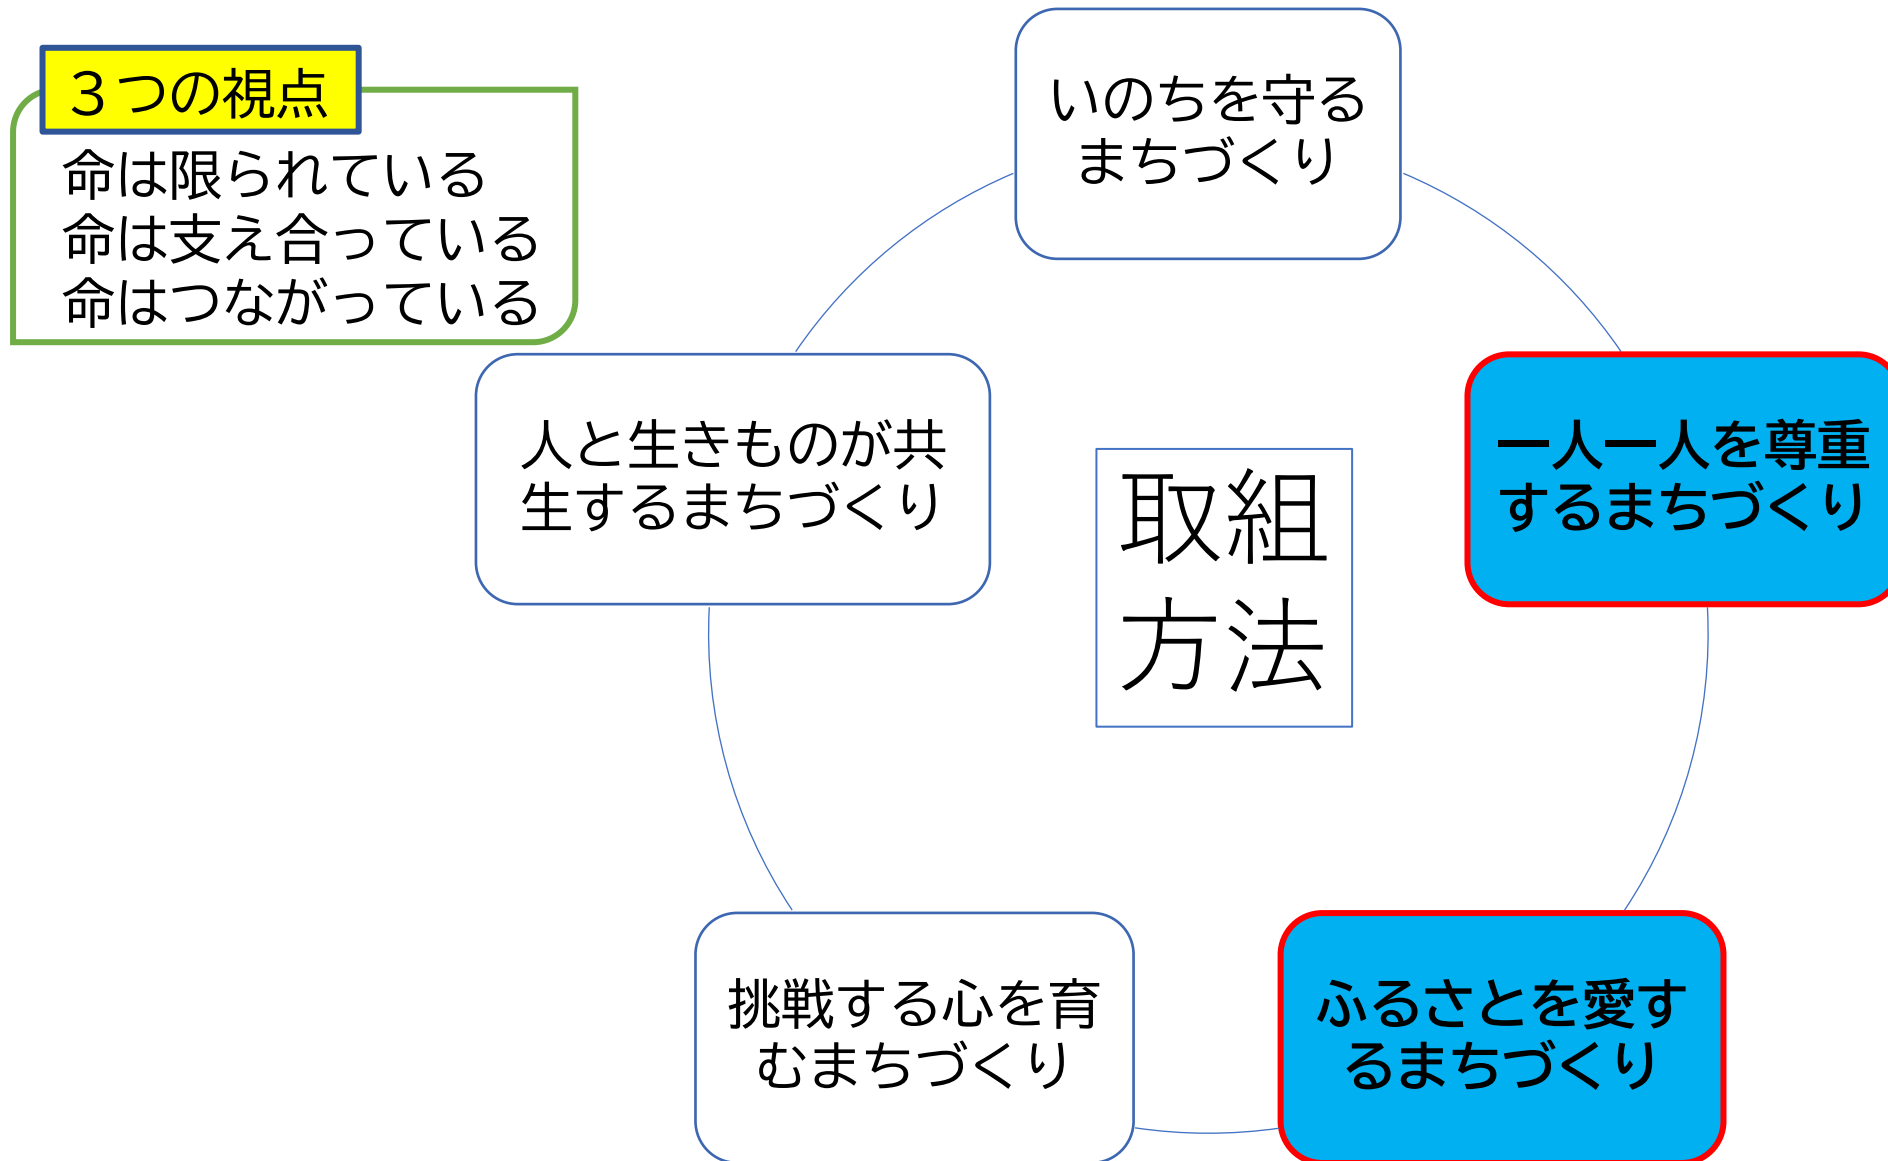 ３つの視点
命は限られている
命は支え合っている
命はつながっている
いのちを守る
まちづくり
一人一人を尊重
するまちづくり
ふるさとを愛す
るまちづくり
挑戦する心を育
むまちづくり
人と生きものが共
生するまちづくり
取組
方法